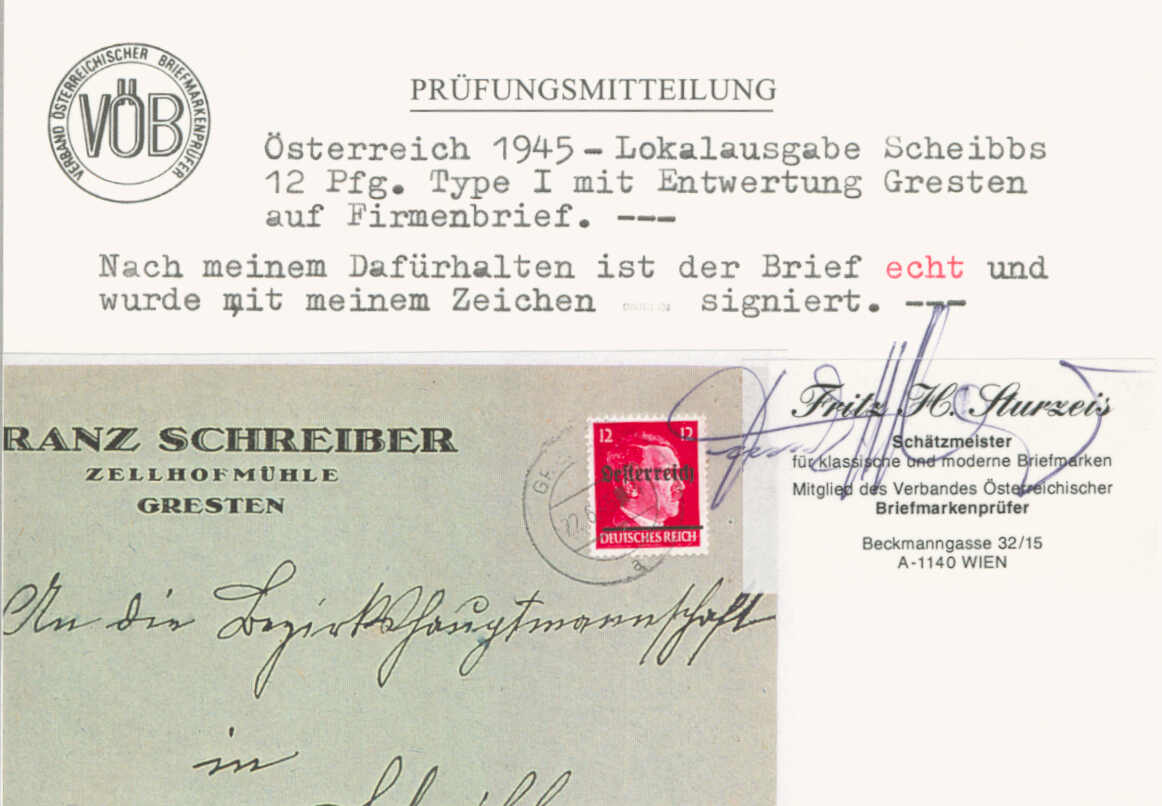 VERBAND ÖSTERREICHISCHER BRIEFMARKENPRÜFER
VÖB
PRÜFUNGSMITTEILUNG
Österreich 1945 - Lokalausgabe Scheibbs
12 Pfg. Type I mit Entwertung Gresten
auf Firmenbrief. ---
Nach meinem Dafürhalten ist der Brief echt und
wurde mit meinem Zeichen signiert. ---
RANZ SCHREIBER
ZELLHOFMÜHLE
GRESTEN
12 12
Oesterreich
DEUTSCHES REICH
a
An die Bezirkshauptmannschaft
in
Fritz H. Sturzeis
Schätzmeister
für klassische und moderne Briefmarken
Mitglied des Verbandes Österreichischer
Briefmarkenprüfer
Beckmanngasse 32/15
A-1140 WIEN